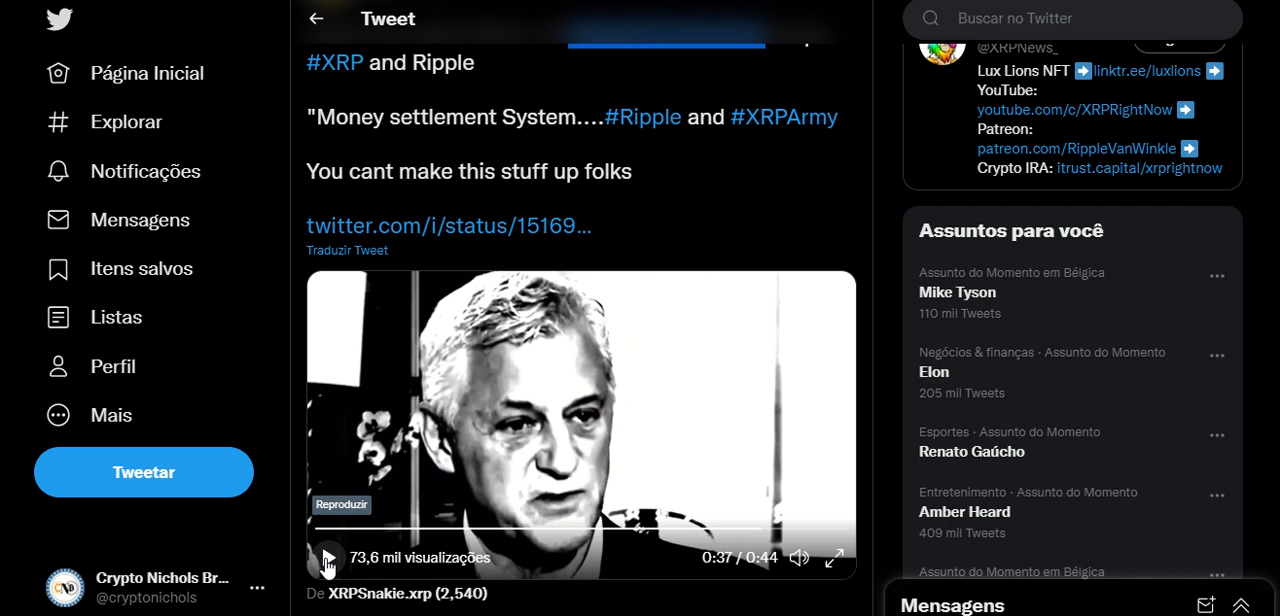 Página Inicial
Explorar
Notificações
Mensagens
Itens salvos
Listas
Perfil
Mais
Tweetar
Crypto Nichols Br...
@cryptonichols
Tweet
#XRP and Ripple
"Money settlement System....#Ripple and #XRPArmy
You cant make this stuff up folks
twitter.com/i/status/15169...
Traduzir Tweet
Reproduzir
73,6 mil visualizações
0:37 / 0:44
De XRPSnakie.xrp (2,540)
Buscar no Twitter
@XRPNews_
Lux Lions NFT ➡️linktr.ee/luxlions ➡️
YouTube:
youtube.com/c/XRPRightNow ➡️
Patreon:
patreon.com/RippleVanWinkle ➡️
Crypto IRA: itrust.capital/xrprightnow
Assuntos para você
Assunto do Momento em Bélgica
Mike Tyson
110 mil Tweets
Negócios & finanças · Assunto do Momento
Elon
205 mil Tweets
Esportes · Assunto do Momento
Renato Gaúcho
Entretenimento · Assunto do Momento
Amber Heard
409 mil Tweets
Assunto do Momento em Bélgica
Mensagens